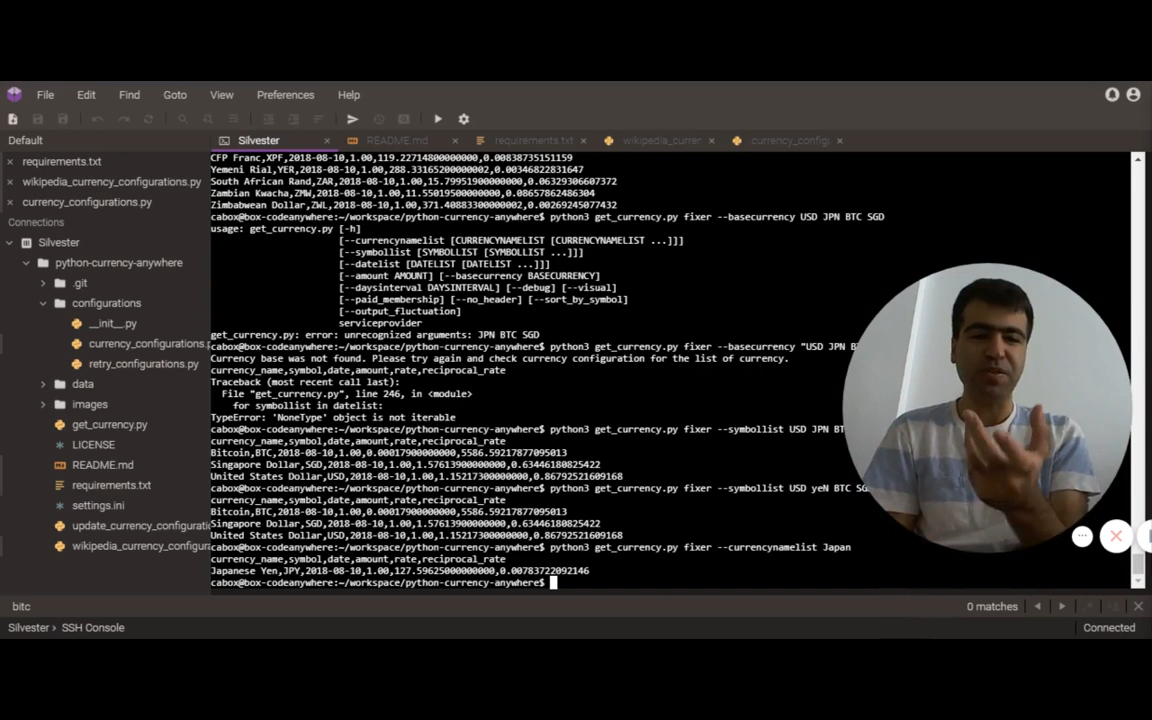 File Edit Find Goto View Preferences Help
Default
Silvester
README.md
requirements.txt
wikipedia_curren
currency_config
requirements.txt
wikipedia_currency_configurations.py
currency_configurations.py
Connections
Silvester
python-currency-anywhere
.git
configurations
__init__.py
currency_configurations.p
retry_configurations.py
data
images
get_currency.py
LICENSE
README.md
requirements.txt
settings.ini
update_currency_configuratio
wikipedia_currency_configura
CFP Franc,XPF,2018-08-10,1.00,119.22714800000000,0.00838735151159
Yemeni Rial,YER,2018-08-10,1.00,288.33165200000002,0.00346822831647
South African Rand,ZAR,2018-08-10,1.00,15.79951900000000,0.06329306607372
Zambian Kwacha,ZMW,2018-08-10,1.00,11.55019500000000,0.08657862486304
Zimbabwean Dollar,ZWL,2018-08-10,1.00,371.40883300000002,0.00269245077432
cabox@box-codeanywhere:~/workspace/python-currency-anywhere$ python3 get_currency.py fixer --basecurrency USD JPN BTC SGD
usage: get_currency.py [-h]
[--currencynamelist [CURRENCYNAMELIST [CURRENCYNAMELIST ...]]]
[--symbollist [SYMBOLLIST [SYMBOLLIST ...]]]
[--datelist [DATELIST [DATELIST ...]]]
[--amount AMOUNT] [--basecurrency BASECURRENCY]
[--daysinterval DAYSINTERVAL] [--debug] [--visual]
[--paid_membership] [--no_header] [--sort_by_symbol]
[--output_fluctuation]
serviceprovider
get_currency.py: error: unrecognized arguments: JPN BTC SGD
cabox@box-codeanywhere:~/workspace/python-currency-anywhere$ python3 get_currency.py fixer --basecurrency "USD JPN B
Currency base was not found. Please try again and check currency configuration for the list of currency.
currency_name,symbol,date,amount,rate,reciprocal_rate
Traceback (most recent call last):
File "get_currency.py", line 246, in <module>
for symbollist in datelist:
TypeError: 'NoneType' object is not iterable
cabox@box-codeanywhere:~/workspace/python-currency-anywhere$ python3 get_currency.py fixer --symbollist USD JPN BT
currency_name,symbol,date,amount,rate,reciprocal_rate
Bitcoin,BTC,2018-08-10,1.00,0.00017900000000,5586.59217877095013
Singapore Dollar,SGD,2018-08-10,1.00,1.57613900000000,0.63446180825422
United States Dollar,USD,2018-08-10,1.00,1.15217300000000,0.86792521609168
cabox@box-codeanywhere:~/workspace/python-currency-anywhere$ python3 get_currency.py fixer --symbollist USD yeN BTC SG
currency_name,symbol,date,amount,rate,reciprocal_rate
Bitcoin,BTC,2018-08-10,1.00,0.00017900000000,5586.59217877095013
Singapore Dollar,SGD,2018-08-10,1.00,1.57613900000000,0.63446180825422
United States Dollar,USD,2018-08-10,1.00,1.15217300000000,0.86792521609168
cabox@box-codeanywhere:~/workspace/python-currency-anywhere$ python3 get_currency.py fixer --currencynamelist Japan
currency_name,symbol,date,amount,rate,reciprocal_rate
Japanese Yen,JPY,2018-08-10,1.00,127.59625000000000,0.00783722092146
cabox@box-codeanywhere:~/workspace/python-currency-anywhere$
bitc
0 matches
Silvester › SSH Console
Connected